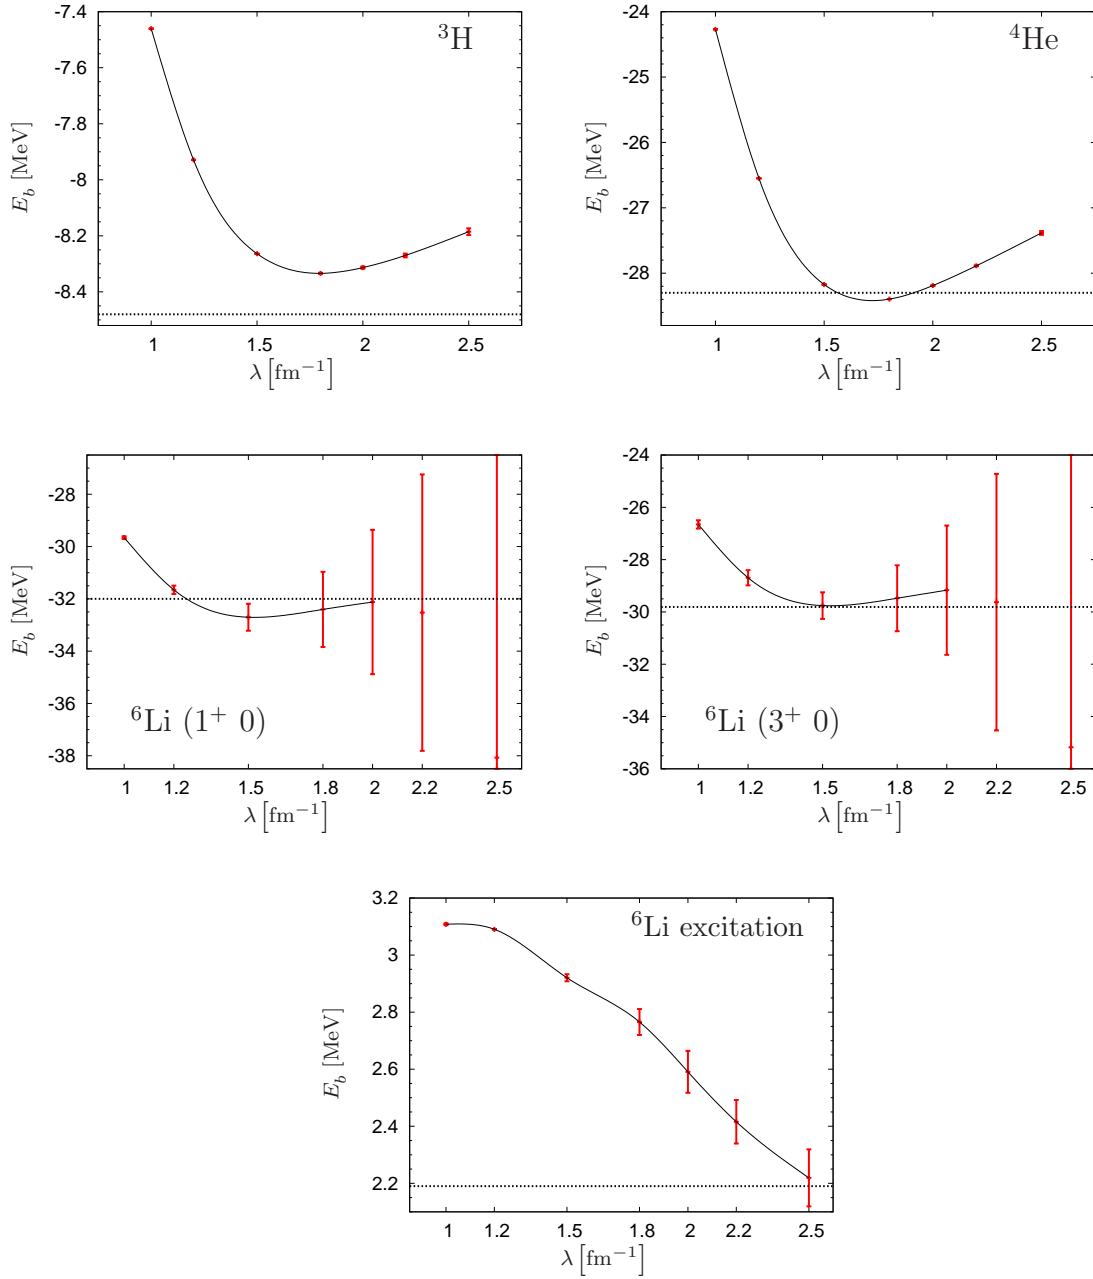 ³H
-7.4
-7.6
-7.8
-8
-8.2
-8.4
E_b [MeV]
1 1.5 2 2.5
λ [fm⁻¹]
⁴He
-24
-25
-26
-27
-28
E_b [MeV]
1 1.5 2 2.5
λ [fm⁻¹]
-28
-30
-32
-34
-36
-38
E_b [MeV]
⁶Li (1⁺ 0)
1 1.2 1.5 1.8 2 2.2 2.5
λ [fm⁻¹]
-24
-26
-28
-30
-32
-34
-36
E_b [MeV]
⁶Li (3⁺ 0)
1 1.2 1.5 1.8 2 2.2 2.5
λ [fm⁻¹]
⁶Li excitation
3.2
3
2.8
2.6
2.4
2.2
E_b [MeV]
1 1.2 1.5 1.8 2 2.2 2.5
λ [fm⁻¹]